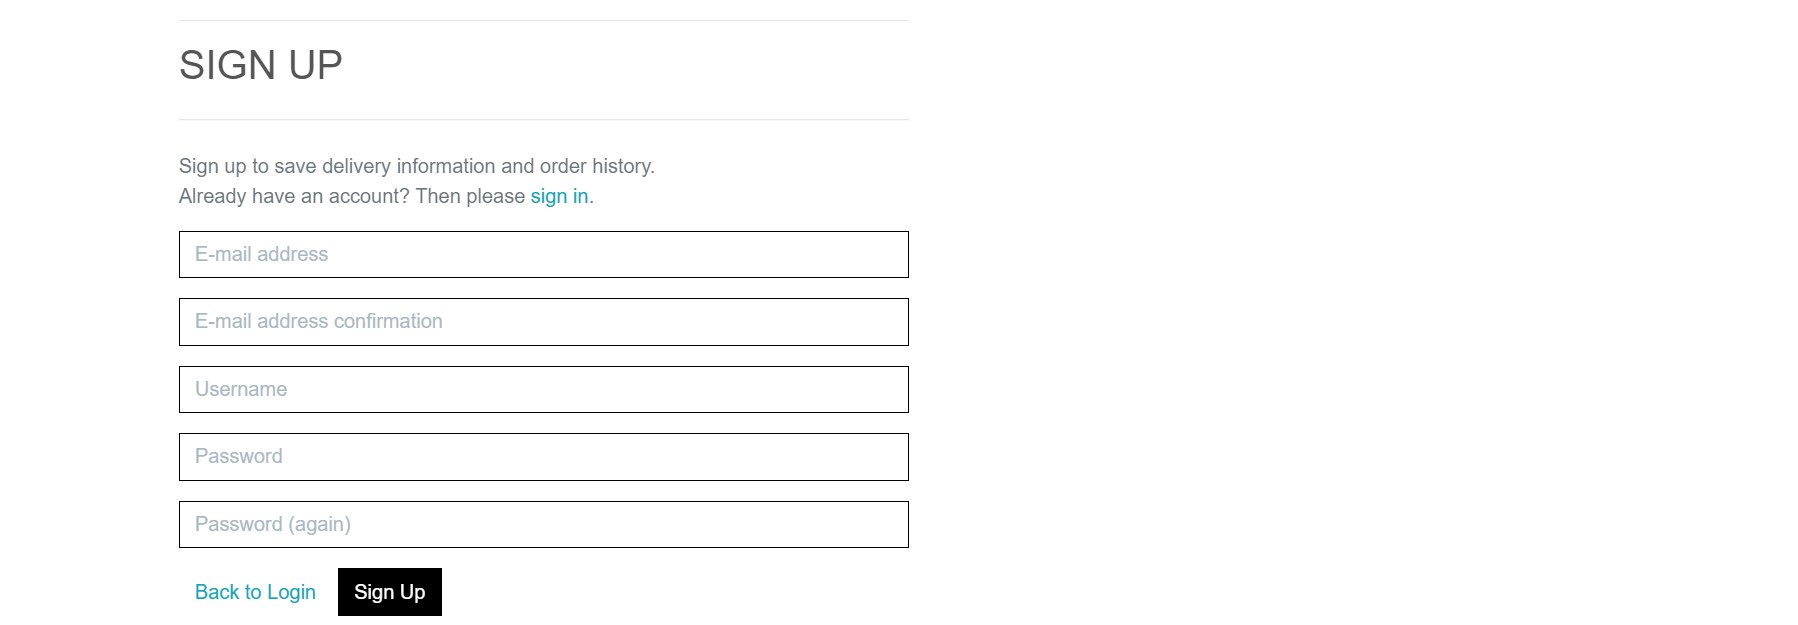 SIGN UP
Sign up to save delivery information and order history.
Already have an account? Then please sign in.
E-mail address
E-mail address confirmation
Username
Password
Password (again)
Back to Login Sign Up